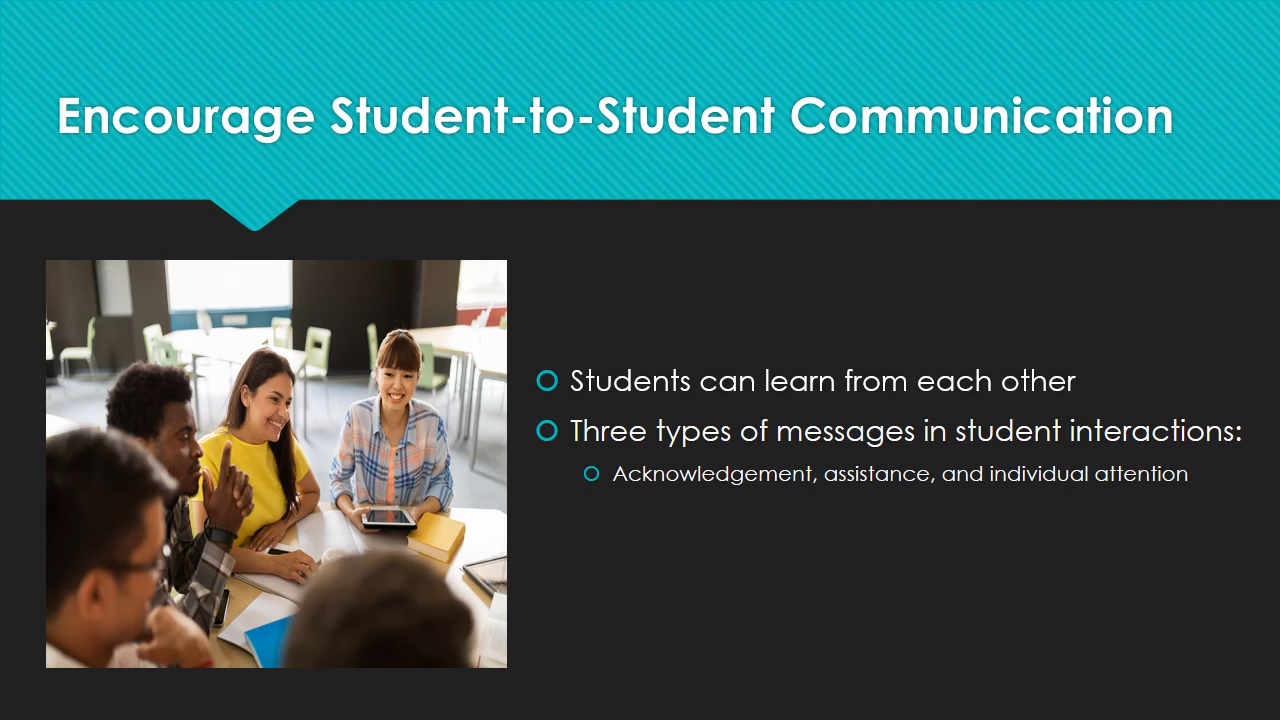 Encourage Student-to-Student Communication
Students can learn from each other
Three types of messages in student interactions:
Acknowledgement, assistance, and individual attention